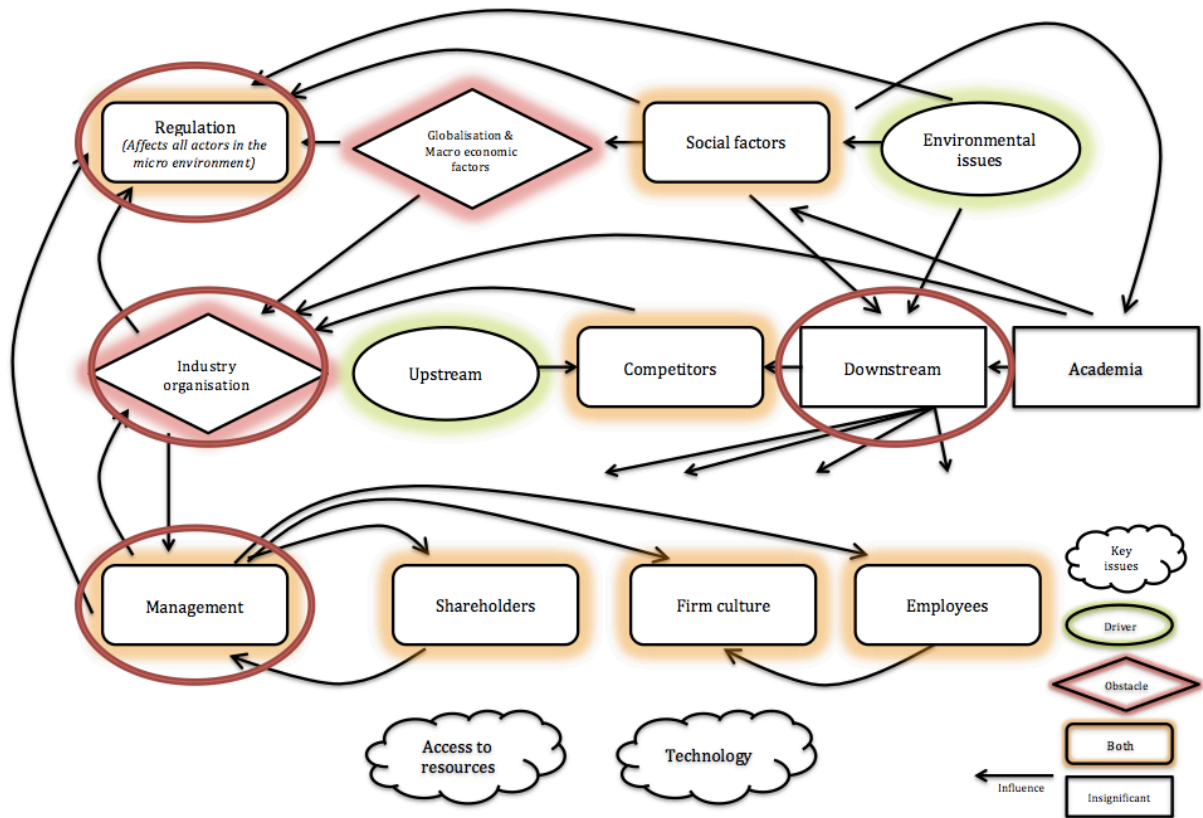 Regulation
(Affects all actors in the
micro environment)
Globalisation &
Macro economic
factors
Social factors
Environmental
issues
Industry
organisation
Upstream
Competitors
Downstream
Academia
Management
Shareholders
Firm culture
Employees
Access to
resources
Technology
Key
issues
Driver
Obstacle
Both
Influence
Insignificant